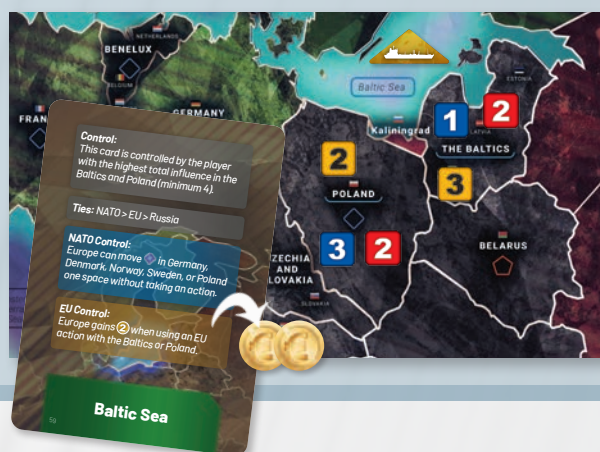 NETHERLANDS
BENELUX
BELGIUM
FRAN
GERMANY
Baltic Sea
Kaliningrad
ESTONIA
LATVIA
1
2
THE BALTICS
3
2
POLAND
3
2
BELARUS
ZECHIA
AND
LOVAKIA
SLOVAKIA
Control:
This card is controlled by the player
with the highest total influence in the
Baltics and Poland (minimum 4).
Ties: NATO > EU > Russia
NATO Control:
Europe can move in Germany,
Denmark, Norway, Sweden, or Poland
one space without taking an action.
EU Control:
Europe gains 2 when using an EU
action with the Baltics or Poland.
Baltic Sea
59